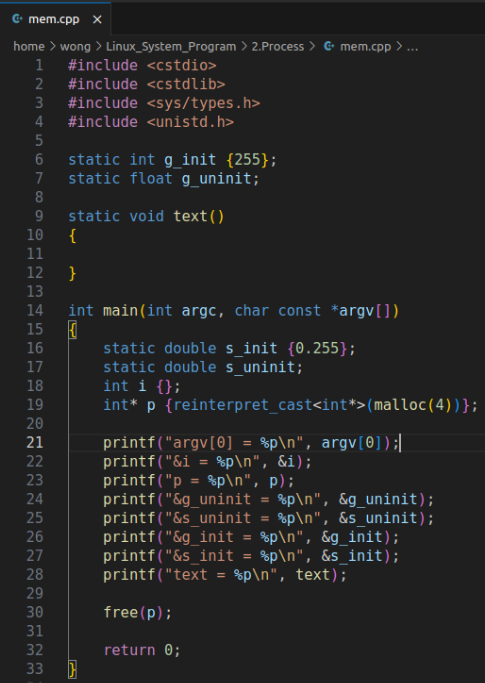 mem.cpp ×
home > wong > Linux_System_Program > 2.Process > mem.cpp > ...
1 #include <cstdio>
2 #include <cstdlib>
3 #include <sys/types.h>
4 #include <unistd.h>
5
6 static int g_init {255};
7 static float g_uninit;
8
9 static void text()
10 {
11
12 }
13
14 int main(int argc, char const *argv[])
15 {
16     static double s_init {0.255};
17     static double s_uninit;
18     int i {};
19     int* p {reinterpret_cast<int*>(malloc(4))};
20
21     printf("argv[0] = %p\n", argv[0]);
22     printf("&i = %p\n", &i);
23     printf("p = %p\n", p);
24     printf("&g_uninit = %p\n", &g_uninit);
25     printf("&s_uninit = %p\n", &s_uninit);
26     printf("&g_init = %p\n", &g_init);
27     printf("&s_init = %p\n", &s_init);
28     printf("text = %p\n", text);
29
30     free(p);
31
32     return 0;
33 }